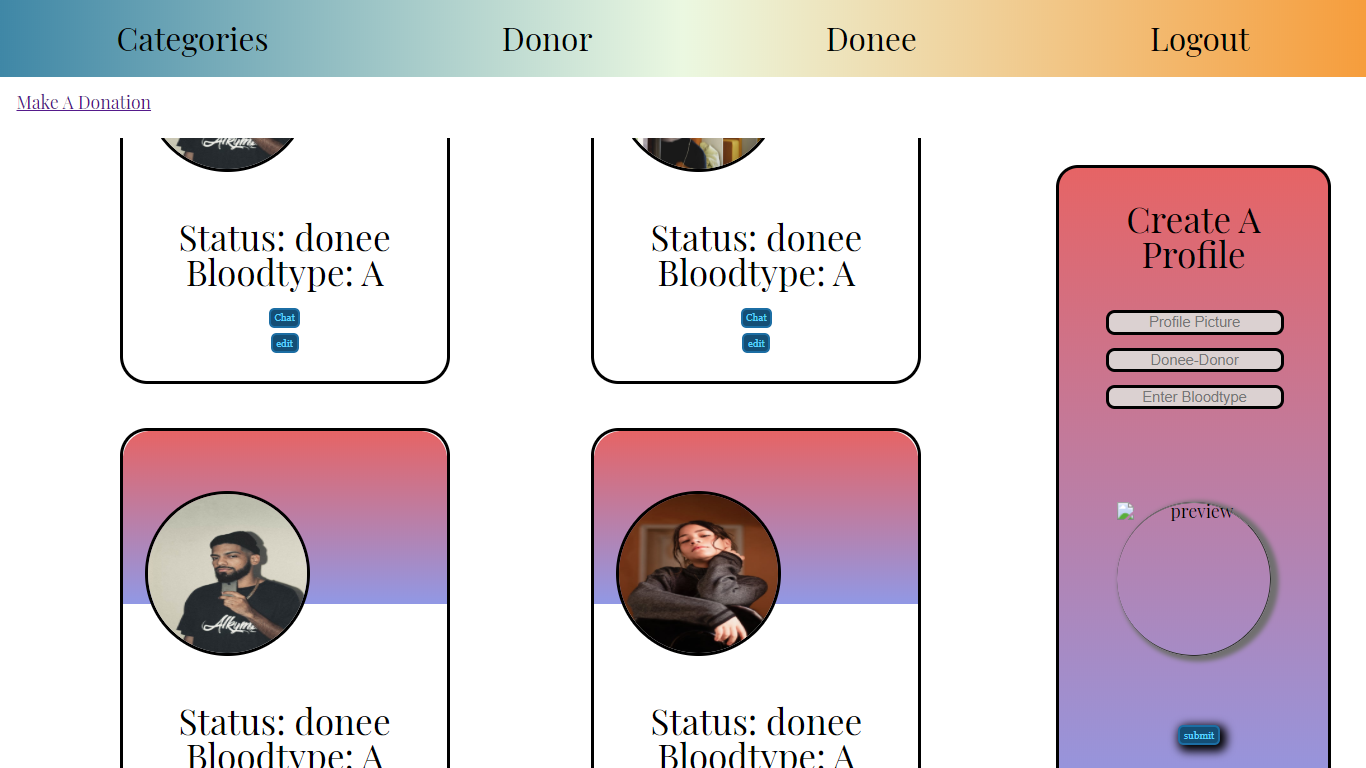 Categories Donor Donee Logout
Make A Donation
Status: donee
Bloodtype: A
Chat
edit
Status: donee
Bloodtype: A
Chat
edit
Status: donee
Bloodtype: A
Status: donee
Bloodtype: A
Create A
Profile
Profile Picture
Donee-Donor
Enter Bloodtype
preview
submit